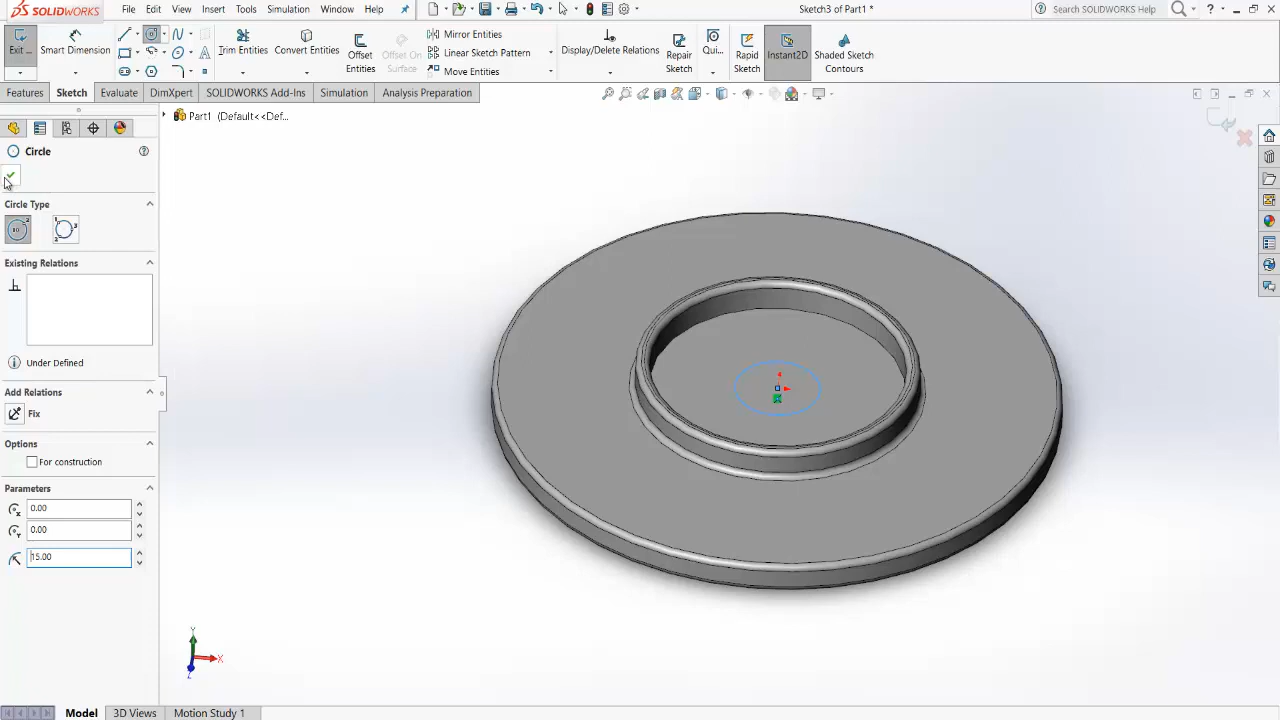 SOLIDWORKS File Edit View Insert Tools Simulation Window Help Sketch3 of Part1 * Search SOLIDWORKS Help ?
Exit ... Smart Dimension Trim Entities Convert Entities Offset Entities Offset On Surface Mirror Entities Linear Sketch Pattern Move Entities Display/Delete Relations Repair Sketch Qui... Rapid Sketch Instant2D Shaded Sketch Contours
Features Sketch Evaluate DimXpert SOLIDWORKS Add-Ins Simulation Analysis Preparation
Part1 (Default<<Def...
Circle
Circle Type
Existing Relations
Under Defined
Add Relations
Fix
Options
For construction
Parameters
0.00
0.00
15.00
Y
X
Z
Model 3D Views Motion Study 1